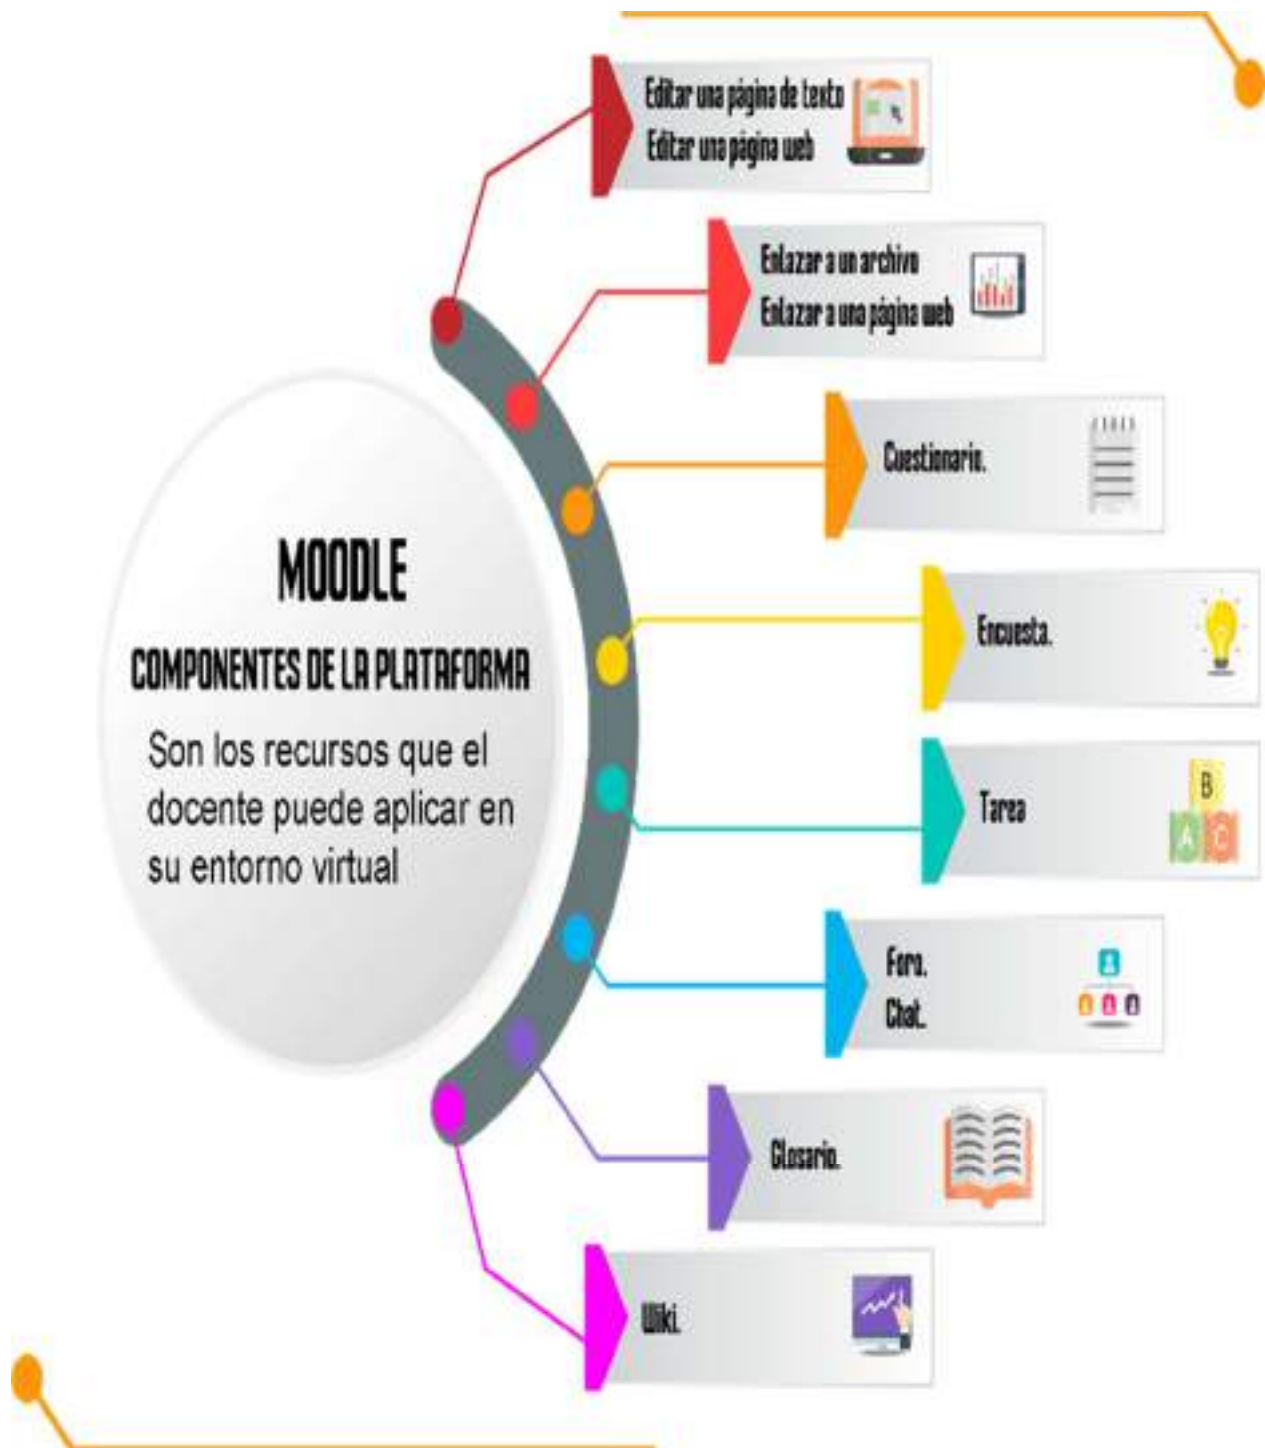 MOODLE
COMPONENTES DE LA PLATAFORMA
Son los recursos que el
docente puede aplicar en
su entorno virtual
Editar una página de texto
Editar una página web
Enlazar a un archivo
Enlazar a una página web
Cuestionario.
Encuesta.
Tarea
B
A C
Foro.
Chat.
Glosario.
Wiki.